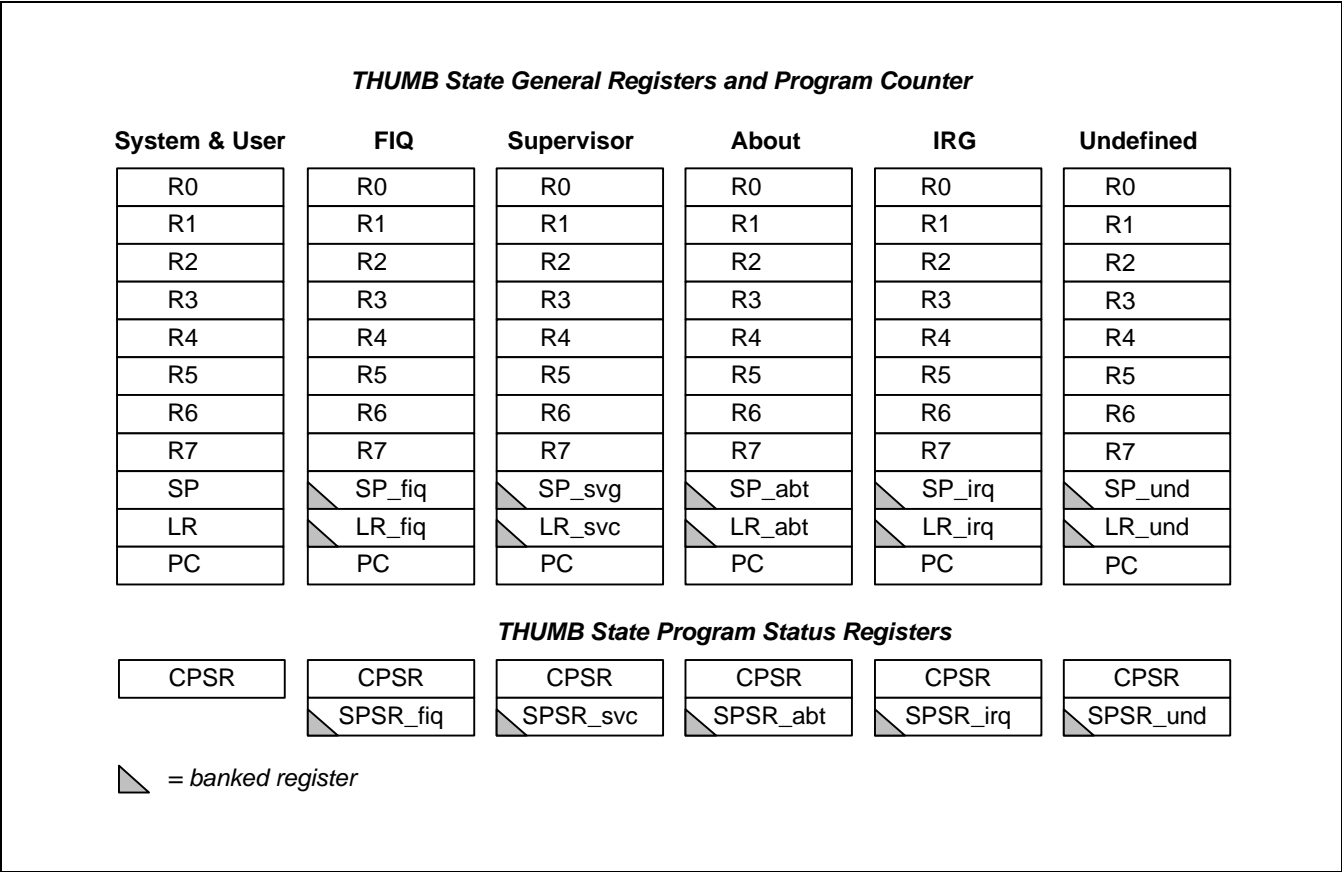 THUMB State General Registers and Program Counter
System & User FIQ Supervisor About IRG Undefined
R0 R0 R0 R0 R0 R0
R1 R1 R1 R1 R1 R1
R2 R2 R2 R2 R2 R2
R3 R3 R3 R3 R3 R3
R4 R4 R4 R4 R4 R4
R5 R5 R5 R5 R5 R5
R6 R6 R6 R6 R6 R6
R7 R7 R7 R7 R7 R7
SP SP_fiq SP_svg SP_abt SP_irq SP_und
LR LR_fiq LR_svc LR_abt LR_irq LR_und
PC PC PC PC PC PC
THUMB State Program Status Registers
CPSR CPSR CPSR CPSR CPSR CPSR
SPSR_fiq SPSR_svc SPSR_abt SPSR_irq SPSR_und
= banked register